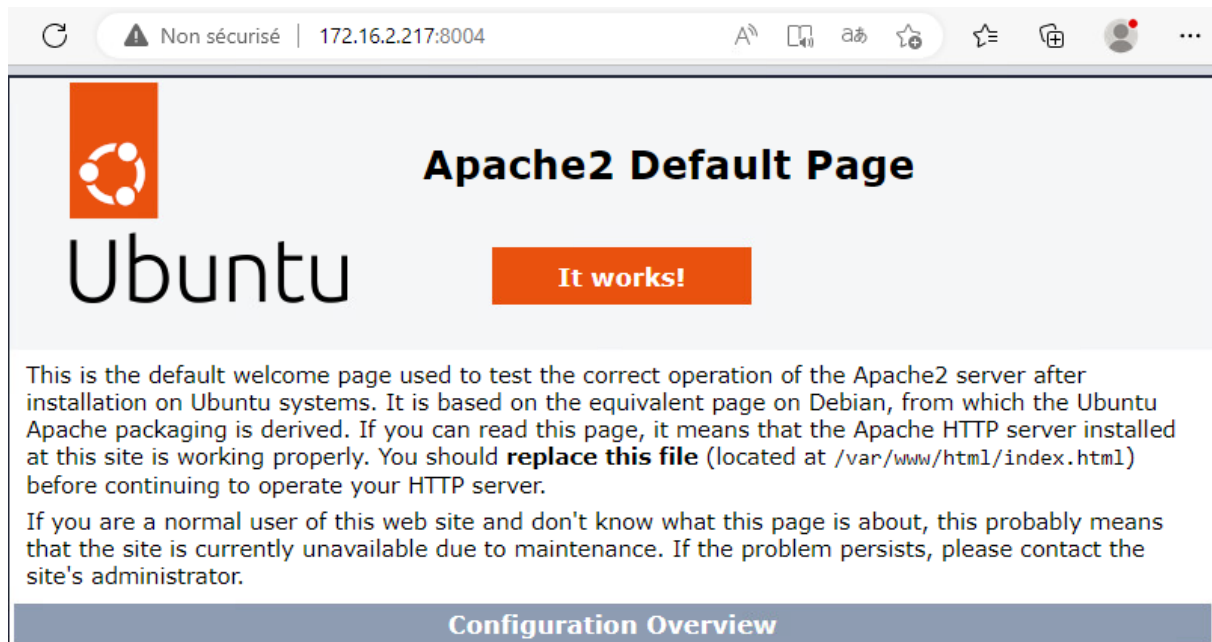 Non sécurisé | 172.16.2.217:8004
Apache2 Default Page
Ubuntu
It works!
This is the default welcome page used to test the correct operation of the Apache2 server after
installation on Ubuntu systems. It is based on the equivalent page on Debian, from which the Ubuntu
Apache packaging is derived. If you can read this page, it means that the Apache HTTP server installed
at this site is working properly. You should replace this file (located at /var/www/html/index.html)
before continuing to operate your HTTP server.
If you are a normal user of this web site and don't know what this page is about, this probably means
that the site is currently unavailable due to maintenance. If the problem persists, please contact the
site's administrator.
Configuration Overview